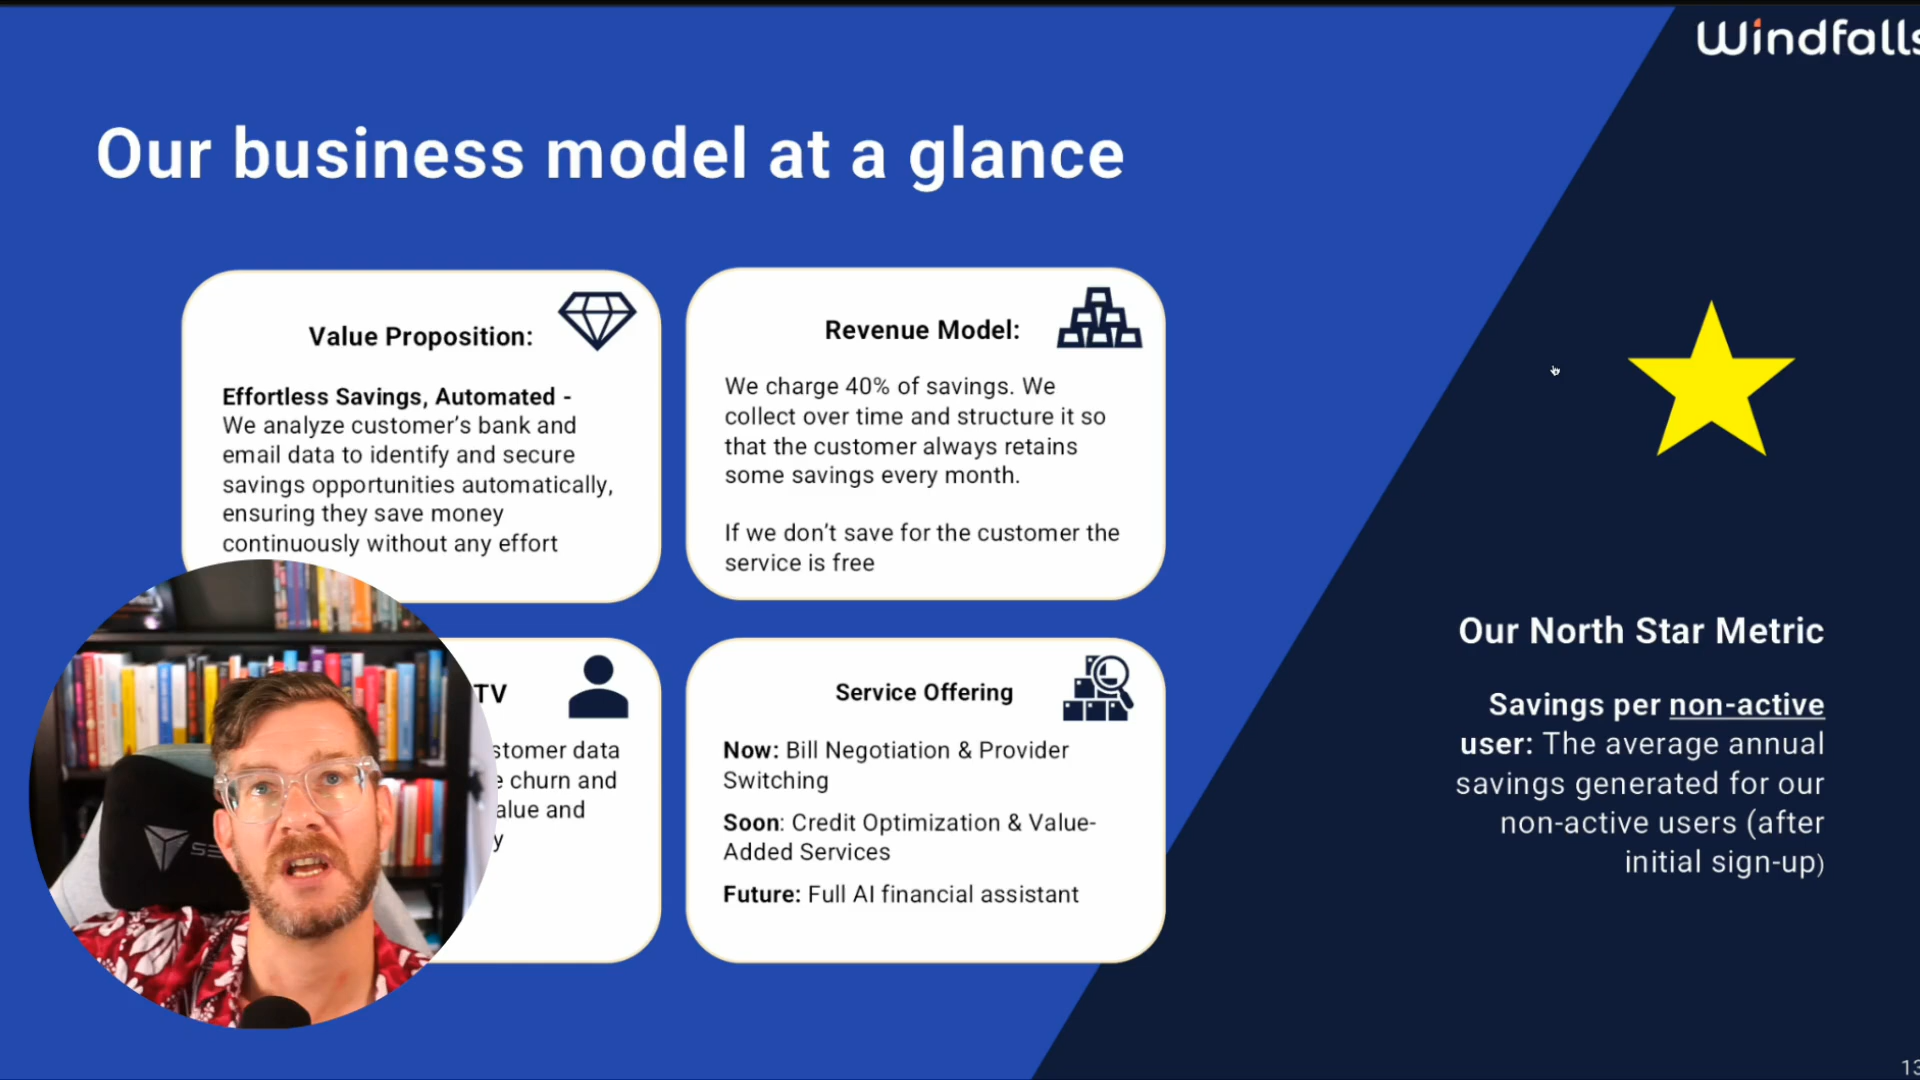 Windfalls
Our business model at a glance
Value Proposition:
Effortless Savings, Automated -
We analyze customer’s bank and
email data to identify and secure
savings opportunities automatically,
ensuring they save money
continuously without any effort
Revenue Model:
We charge 40% of savings. We
collect over time and structure it so
that the customer always retains
some savings every month.
If we don’t save for the customer the
service is free
TV
stomer data
churn and
alue and
y
Service Offering
Now: Bill Negotiation & Provider
Switching
Soon: Credit Optimization & Value-
Added Services
Future: Full AI financial assistant
Our North Star Metric
Savings per non-active
user: The average annual
savings generated for our
non-active users (after
initial sign-up)
13